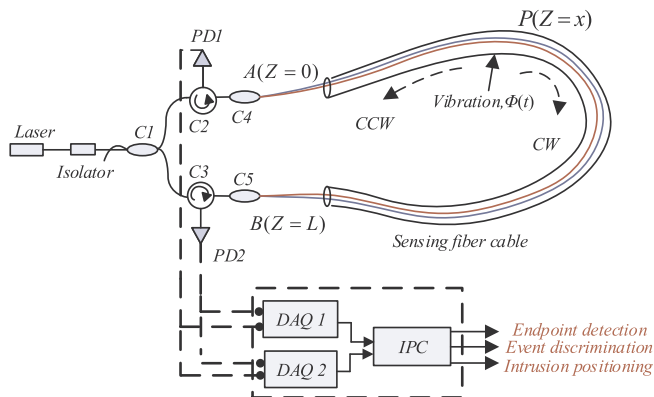 P(Z=x)
PD1
A(Z=0)
Vibration,Φ(t)
C2
C4
CCW
CW
Laser
C1
Isolator
C3
C5
B(Z=L)
Sensing fiber cable
PD2
DAQ 1
IPC
DAQ 2
Endpoint detection
Event discrimination
Intrusion positioning